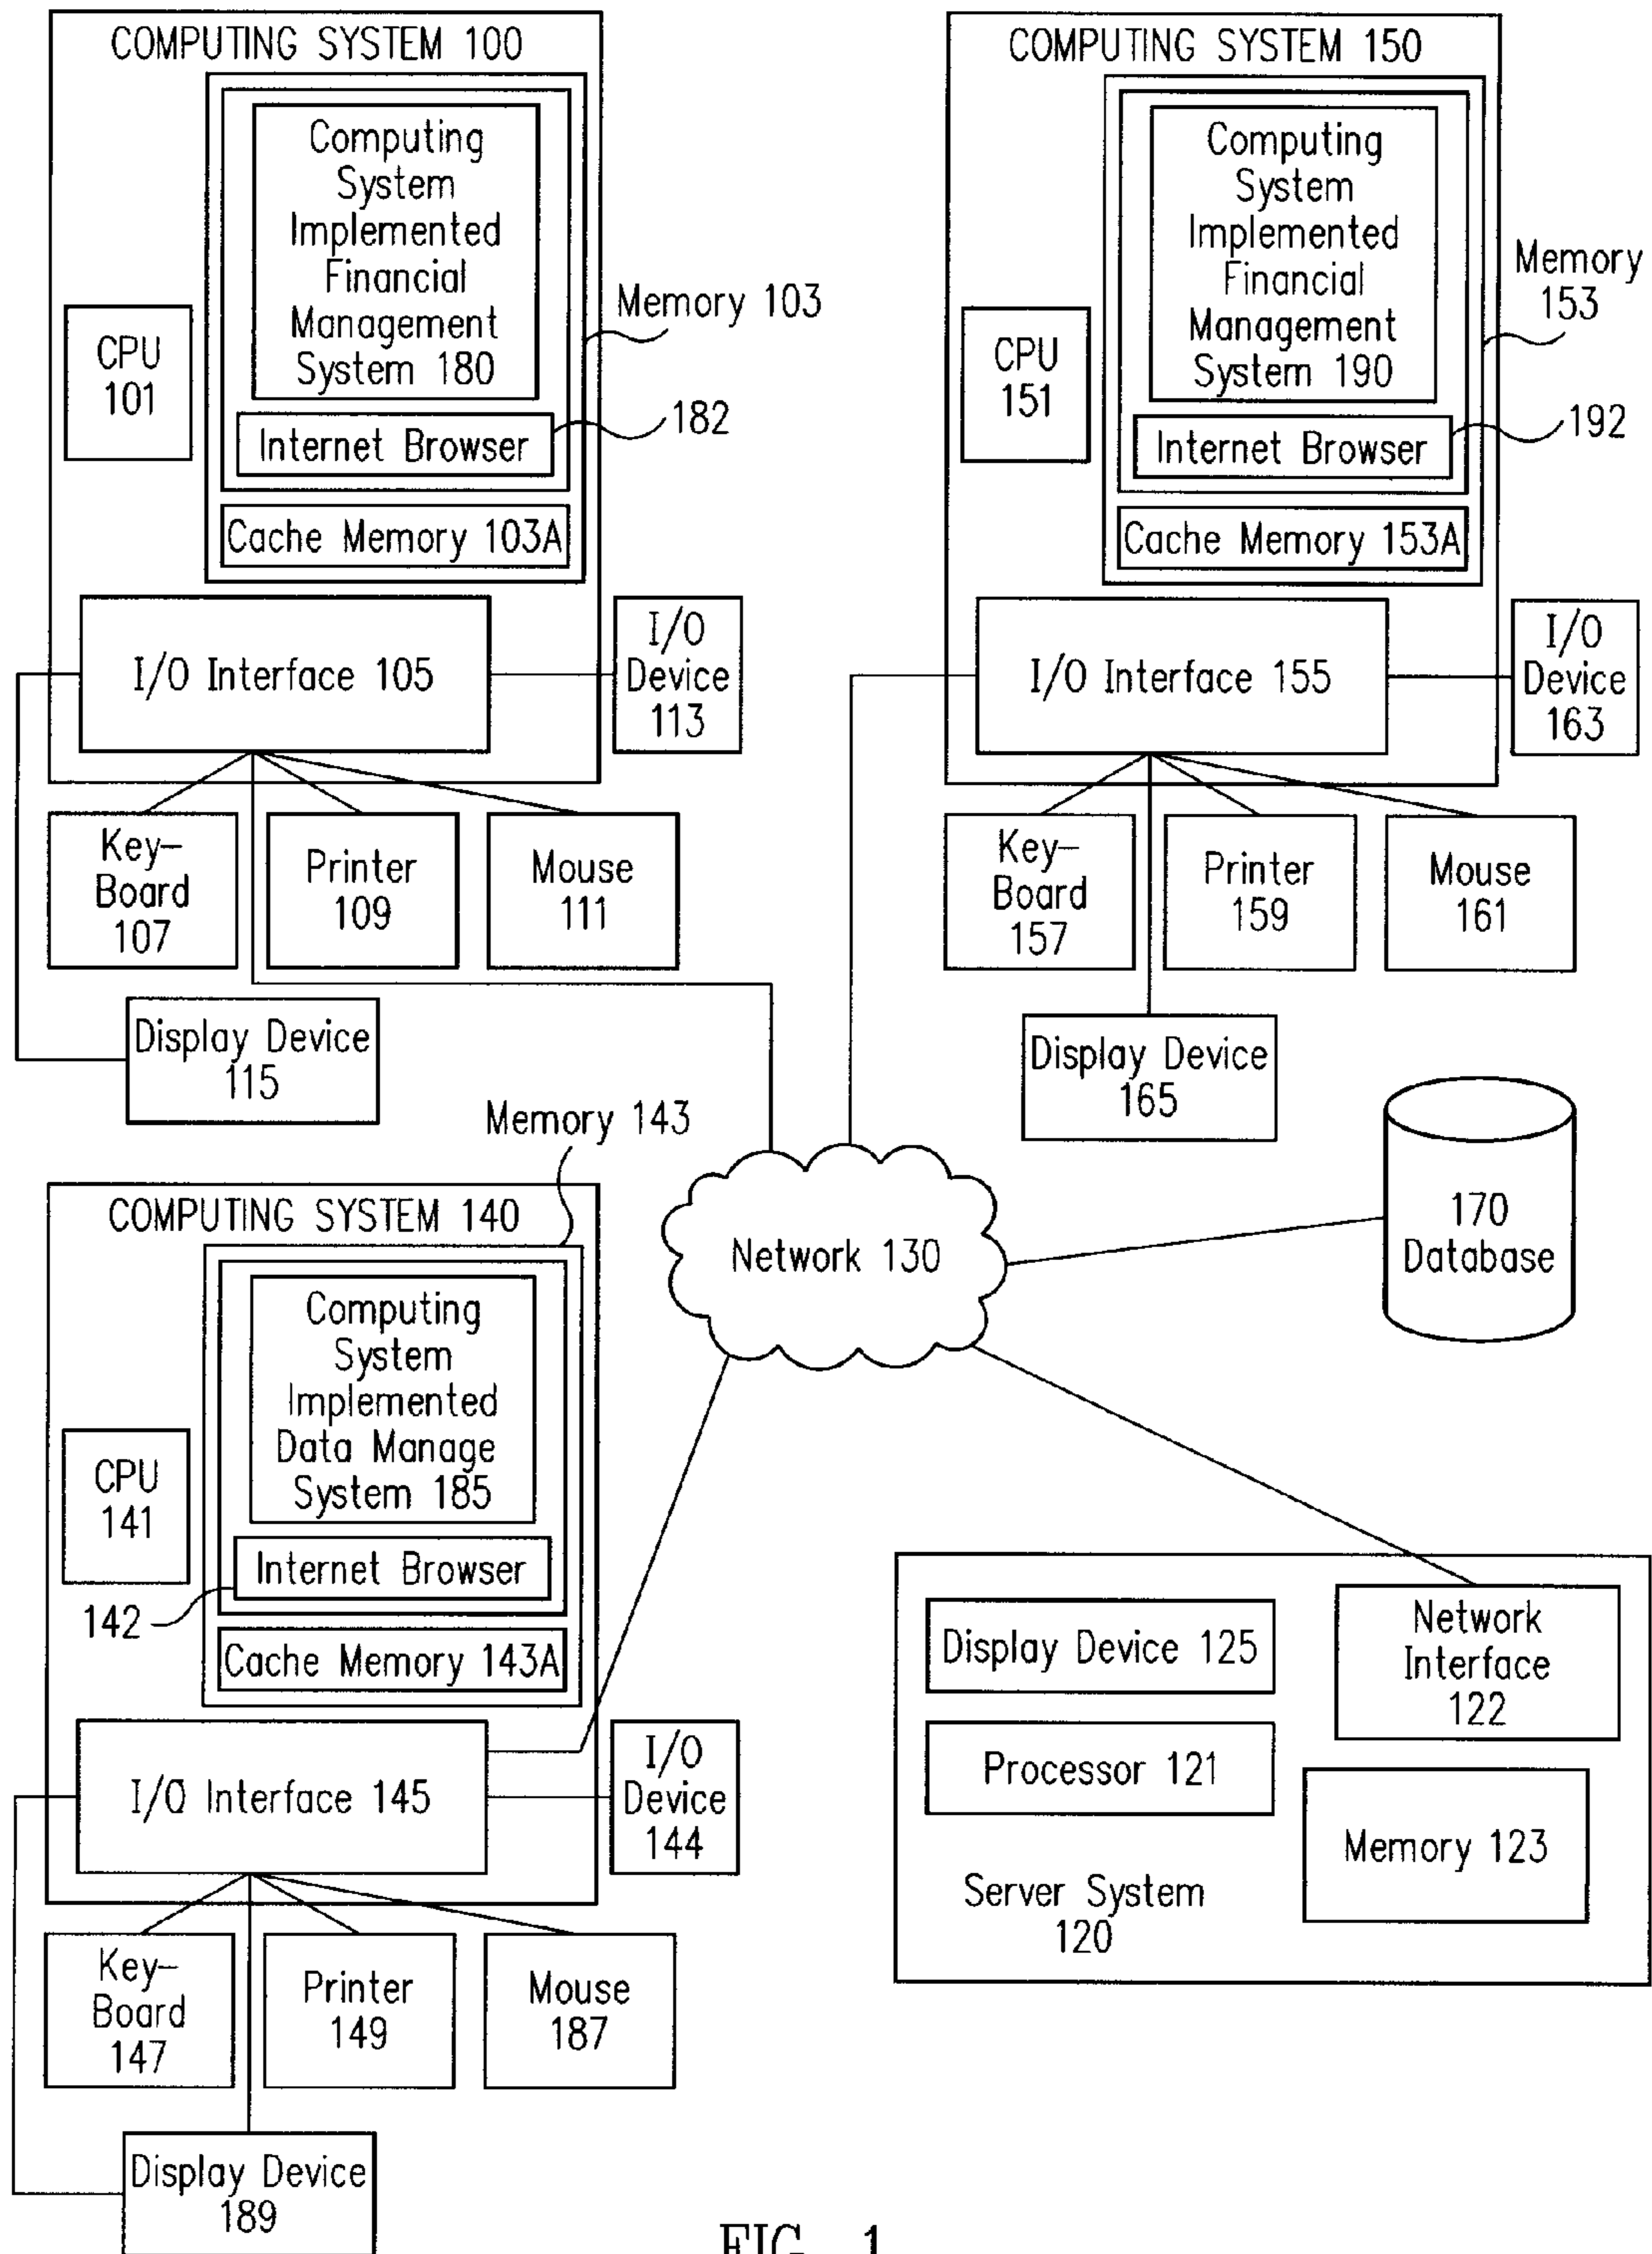 COMPUTING SYSTEM 100
Computing
System
Implemented
Financial
Management
System 180
Memory 103
CPU
101
Internet Browser
182
Cache Memory 103A
I/O Interface 105
I/O
Device
113
Key-
Board
107
Printer
109
Mouse
111
Display Device
115
COMPUTING SYSTEM 150
Computing
System
Implemented
Financial
Management
System 190
Memory
153
CPU
151
Internet Browser
192
Cache Memory 153A
I/O Interface 155
I/O
Device
163
Key-
Board
157
Printer
159
Mouse
161
Display Device
165
Memory 143
COMPUTING SYSTEM 140
Computing
System
Implemented
Data Manage
System 185
CPU
141
Internet Browser
142
Cache Memory 143A
I/O Interface 145
I/O
Device
144
Key-
Board
147
Printer
149
Mouse
187
Display Device
189
Network 130
170
Database
Display Device 125
Network
Interface
122
Processor 121
Memory 123
Server System
120
FIG. 1